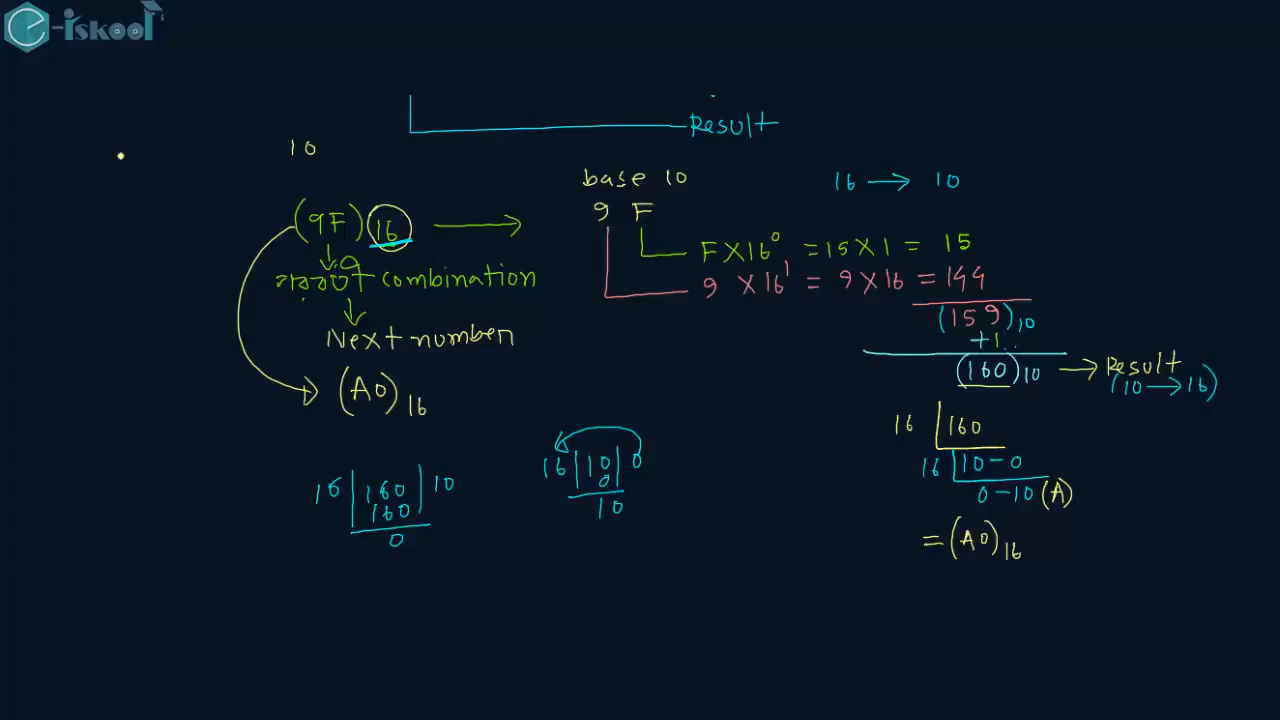 e-iskool
Result
10
base 10
16 → 10
9 F
(9F)16 →
F X 16⁰ = 15 X 1 = 15
combination
9 X 16¹ = 9 X 16 = 144
(159)10
+1
Next number
(160)10 → Result
(10 → 16)
(A0)16
16 | 160
16 | 10 - 0
0 - 10 (A)
= (A0)16
16 | 160 | 10
160
0
16 | 10 | 0
0
10